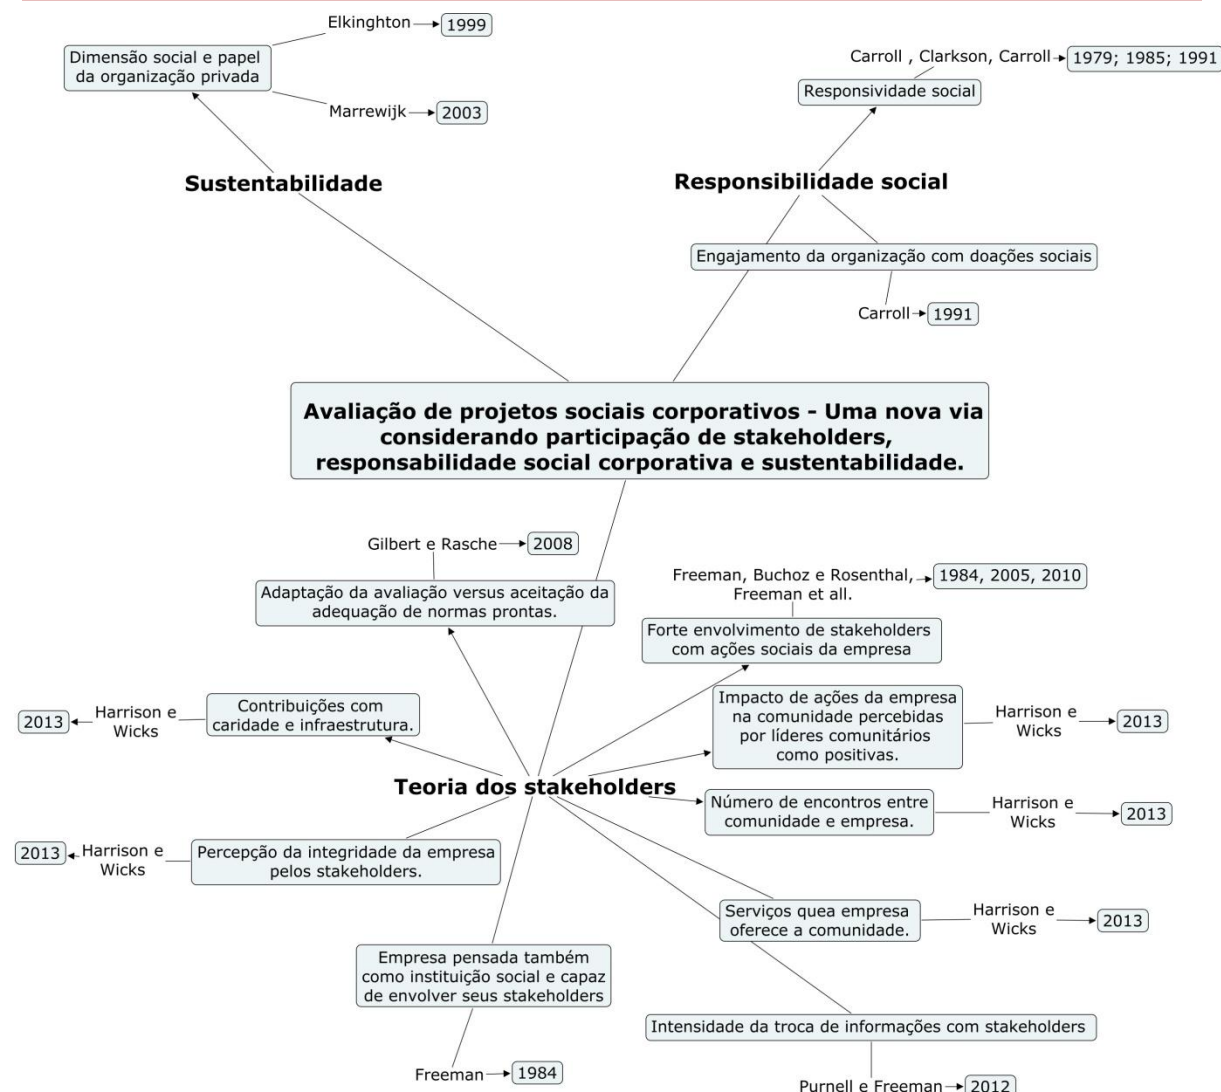 Elkinghton
1999
Dimensão social e papel
da organização privada
Marrewijk
2003
Sustentabilidade
Carroll , Clarkson, Carroll
1979; 1985; 1991
Responsividade social
Responsibilidade social
Engajamento da organização com doações sociais
Carroll
1991
Avaliação de projetos sociais corporativos - Uma nova via
considerando participação de stakeholders,
responsabilidade social corporativa e sustentabilidade.
Gilbert e Rasche
2008
Adaptação da avaliação versus aceitação da
adequação de normas prontas.
Freeman, Buchoz e Rosenthal,
Freeman et all.
1984, 2005, 2010
Forte envolvimento de stakeholders
com ações sociais da empresa
2013
Harrison e
Wicks
Contribuições com
caridade e infraestrutura.
Impacto de ações da empresa
na comunidade percebidas
por líderes comunitários
como positivas.
Harrison e
Wicks
2013
Teoria dos stakeholders
Número de encontros entre
comunidade e empresa.
Harrison e
Wicks
2013
2013
Harrison e
Wicks
Percepção da integridade da empresa
pelos stakeholders.
Serviços quea empresa
oferece a comunidade.
Harrison e
Wicks
2013
Empresa pensada também
como instituição social e capaz
de envolver seus stakeholders
Freeman
1984
Intensidade da troca de informações com stakeholders
Purnell e Freeman
2012